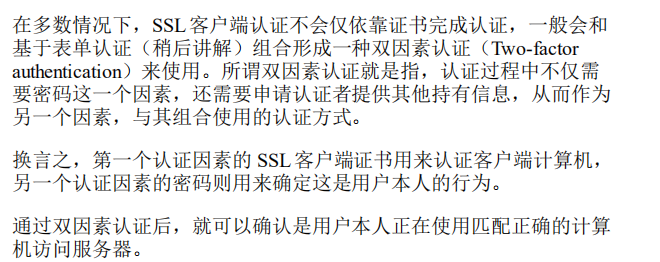 在多数情况下，SSL 客户端认证不会仅依靠证书完成认证，一般会和
基于表单认证（稍后讲解）组合形成一种双因素认证（Two-factor
authentication）来使用。所谓双因素认证就是指，认证过程中不仅需
要密码这一个因素，还需要申请认证者提供其他持有信息，从而作为
另一个因素，与其组合使用的认证方式。
换言之，第一个认证因素的 SSL 客户端证书用来认证客户端计算机，
另一个认证因素的密码则用来确定这是用户本人的行为。
通过双因素认证后，就可以确认是用户本人正在使用匹配正确的计算
机访问服务器。